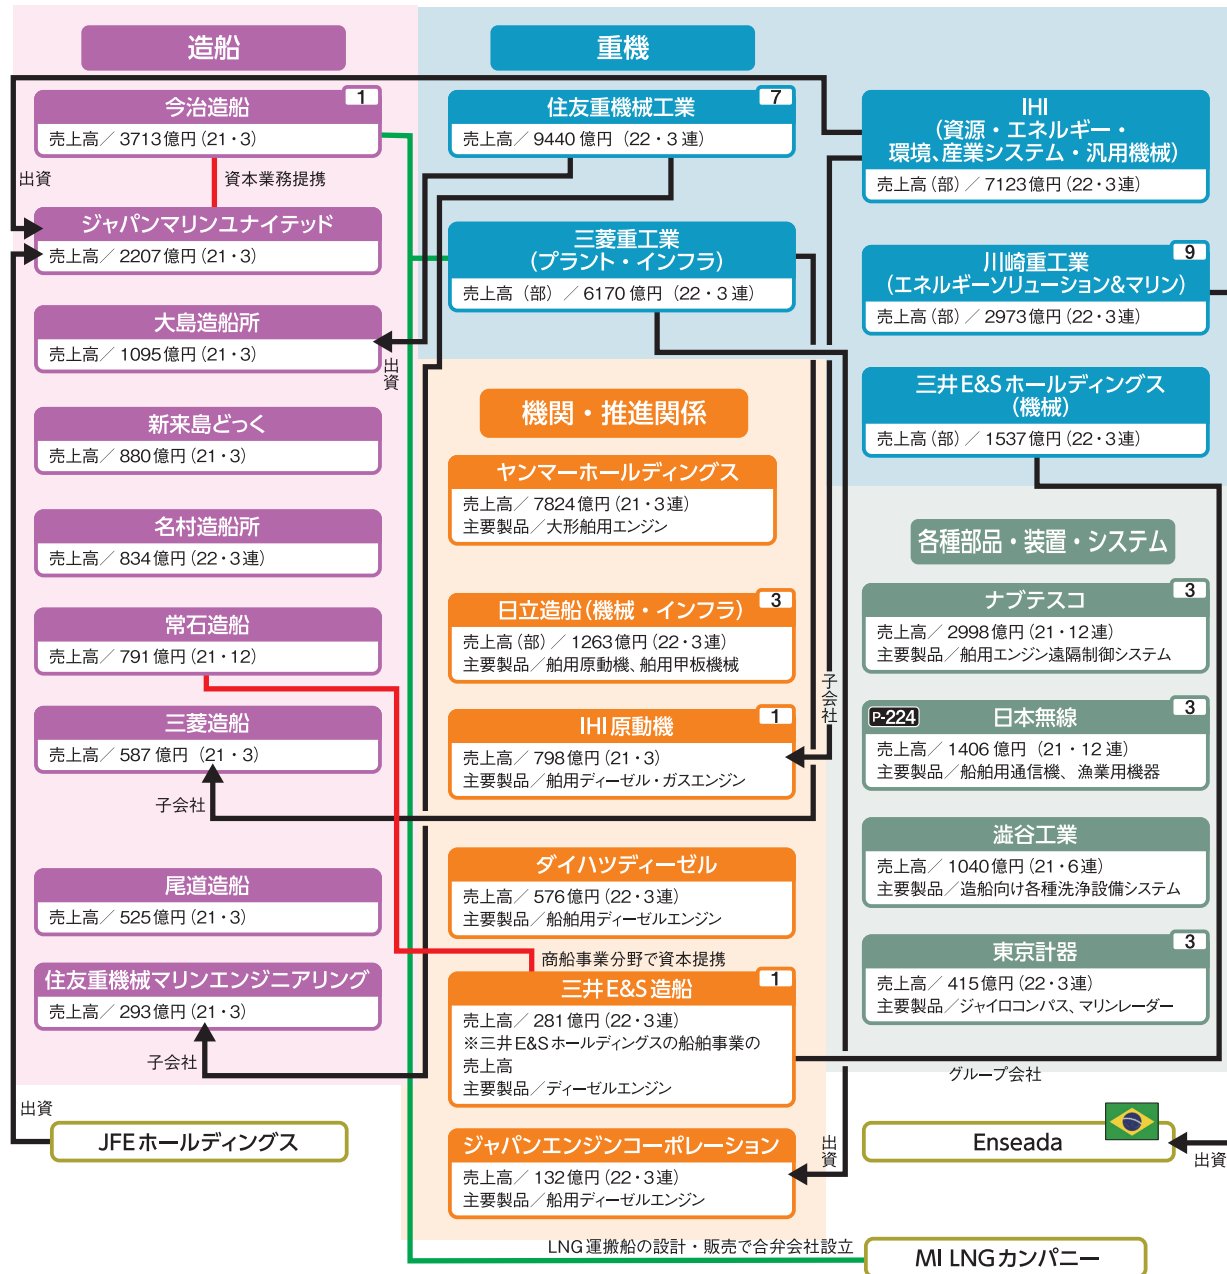 造船
今治造船
1
売上高／3713億円(21・3)
出資
資本業務提携
ジャパンマリンユナイテッド
売上高／2207億円(21・3)
大島造船所
売上高／1095億円(21・3)
出資
新来島どっく
売上高／880億円(21・3)
名村造船所
売上高／834億円(22・3連)
常石造船
売上高／791億円(21・12)
三菱造船
売上高／587億円(21・3)
子会社
尾道造船
売上高／525億円(21・3)
住友重機械マリンエンジニアリング
売上高／293億円(21・3)
子会社
出資
JFEホールディングス
重機
住友重機械工業
7
売上高／9440億円(22・3連)
三菱重工業
(プラント・インフラ)
売上高(部)／6170億円(22・3連)
IHI
(資源・エネルギー・
環境、産業システム・汎用機械)
売上高(部)／7123億円(22・3連)
川崎重工業
9
(エネルギーソリューション&マリン)
売上高(部)／2973億円(22・3連)
三井E&Sホールディングス
(機械)
売上高(部)／1537億円(22・3連)
機関・推進関係
ヤンマーホールディングス
売上高／7824億円(21・3連)
主要製品／大形舶用エンジン
日立造船(機械・インフラ)
3
売上高(部)／1263億円(22・3連)
主要製品／舶用原動機、舶用甲板機械
子会社
IHI原動機
1
売上高／798億円(21・3)
主要製品／舶用ディーゼル・ガスエンジン
ダイハツディーゼル
売上高／576億円(22・3連)
主要製品／船舶用ディーゼルエンジン
商船事業分野で資本提携
三井E&S造船
1
売上高／281億円(22・3連)
※三井E&Sホールディングスの船舶事業の
売上高
主要製品／ディーゼルエンジン
グループ会社
ジャパンエンジンコーポレーション
売上高／132億円(22・3連)
主要製品／船用ディーゼルエンジン
出資
LNG運搬船の設計・販売で合弁会社設立
各種部品・装置・システム
ナブテスコ
3
売上高／2998億円(21・12連)
主要製品／舶用エンジン遠隔制御システム
P-224
日本無線
3
売上高／1406億円(21・12連)
主要製品／船舶用通信機、漁業用機器
澁谷工業
売上高／1040億円(21・6連)
主要製品／造船向け各種洗浄設備システム
東京計器
3
売上高／415億円(22・3連)
主要製品／ジャイロコンパス、マリンレーダー
Enseada
出資
MI LNGカンパニー